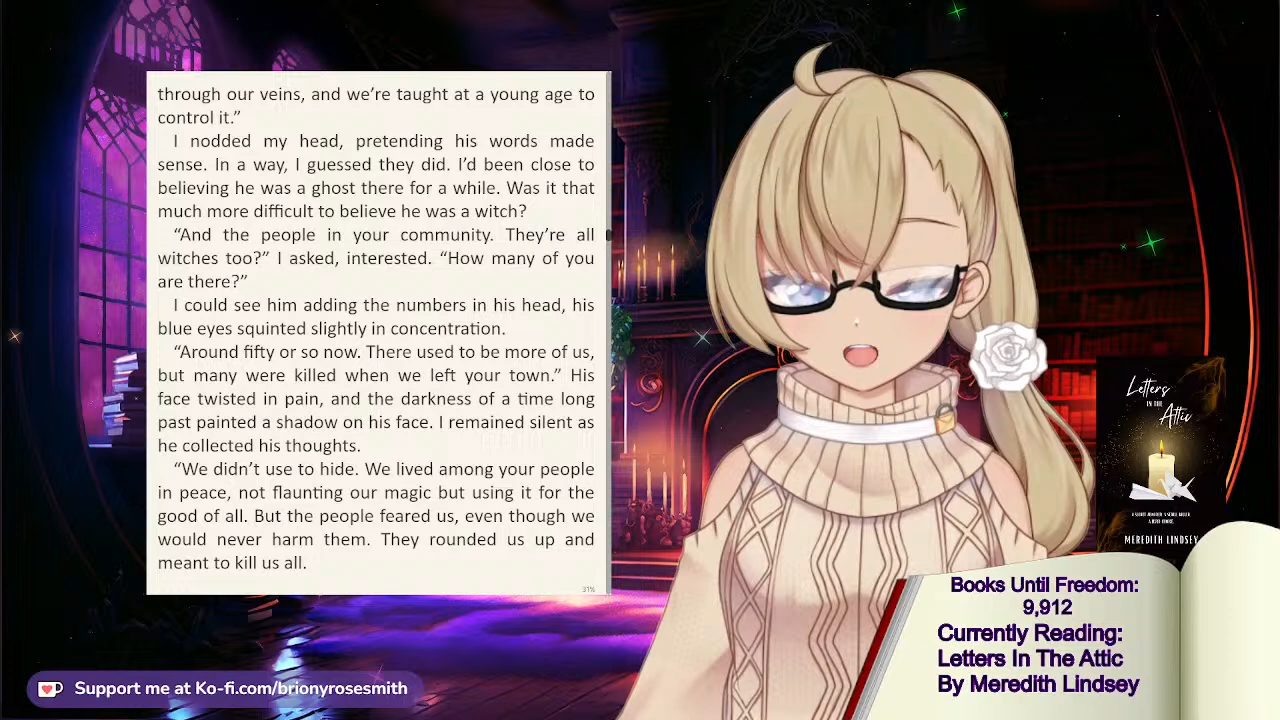 through our veins, and we’re taught at a young age to
control it.”
I nodded my head, pretending his words made
sense. In a way, I guessed they did. I’d been close to
believing he was a ghost there for a while. Was it that
much more difficult to believe he was a witch?
“And the people in your community. They’re all
witches too?” I asked, interested. “How many of you
are there?”
I could see him adding the numbers in his head, his
blue eyes squinted slightly in concentration.
“Around fifty or so now. There used to be more of us,
but many were killed when we left your town.” His
face twisted in pain, and the darkness of a time long
past painted a shadow on his face. I remained silent as
he collected his thoughts.
“We didn’t use to hide. We lived among your people
in peace, not flaunting our magic but using it for the
good of all. But the people feared us, even though we
would never harm them. They rounded us up and
meant to kill us all.
31%
Letters
IN THE
Attic
MEREDITH LINDSEY
Books Until Freedom:
9,912
Currently Reading:
Letters In The Attic
By Meredith Lindsey
Support me at Ko-fi.com/brionyrosesmith